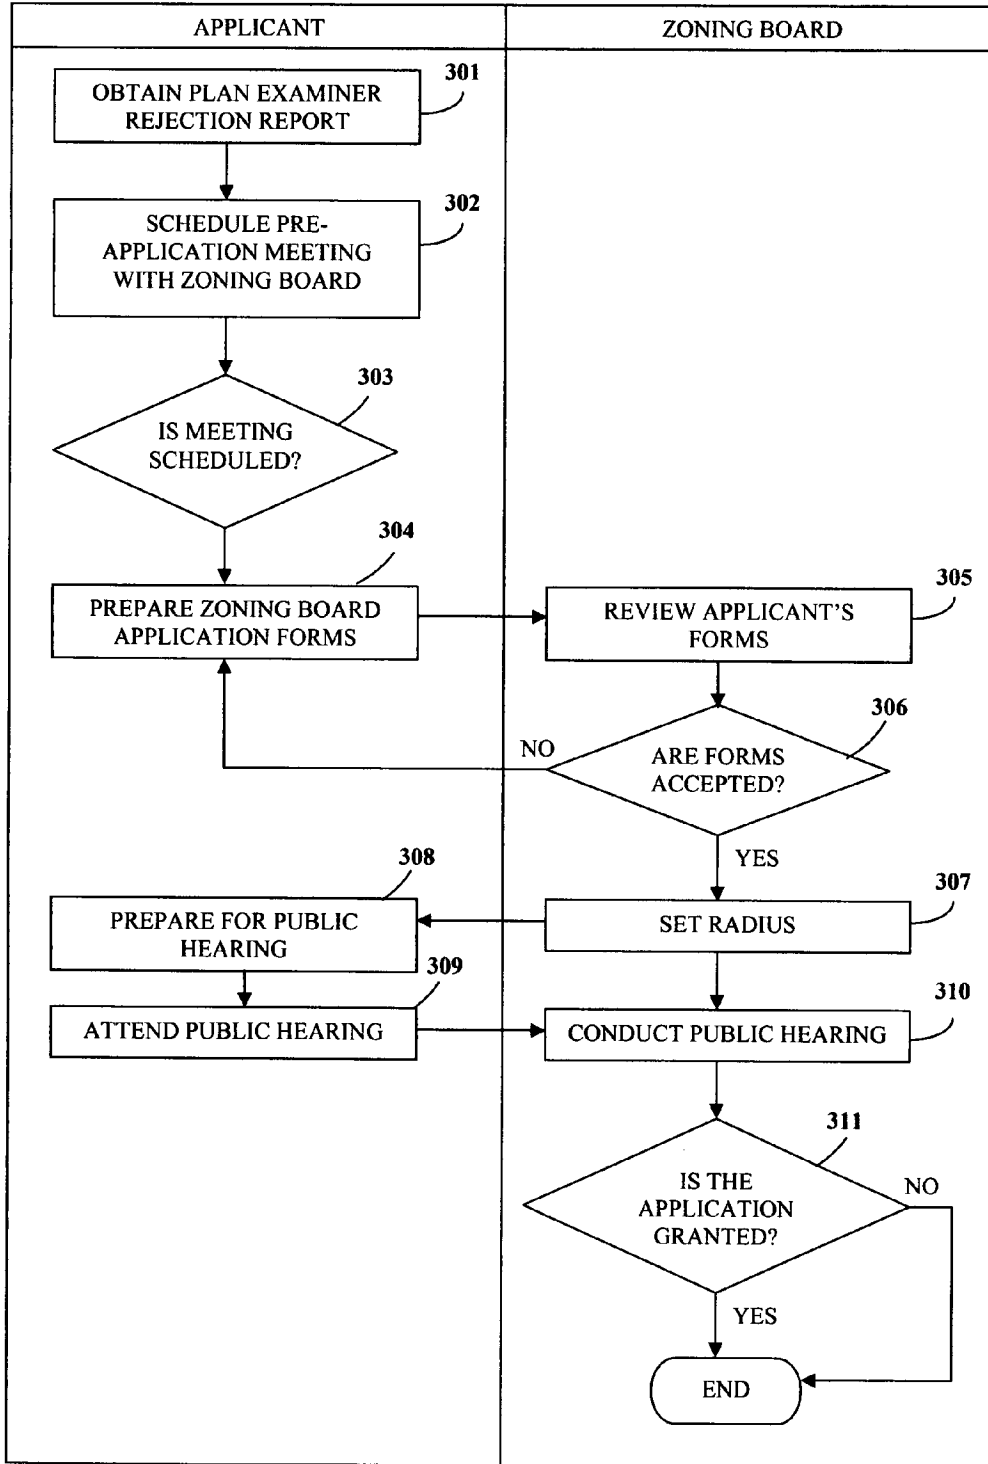 APPLICANT
ZONING BOARD
301
OBTAIN PLAN EXAMINER
REJECTION REPORT
302
SCHEDULE PRE-
APPLICATION MEETING
WITH ZONING BOARD
303
IS MEETING
SCHEDULED?
304
PREPARE ZONING BOARD
APPLICATION FORMS
305
REVIEW APPLICANT'S
FORMS
306
NO
ARE FORMS
ACCEPTED?
YES
308
PREPARE FOR PUBLIC
HEARING
307
SET RADIUS
309
ATTEND PUBLIC HEARING
310
CONDUCT PUBLIC HEARING
311
IS THE
APPLICATION
GRANTED?
NO
YES
END